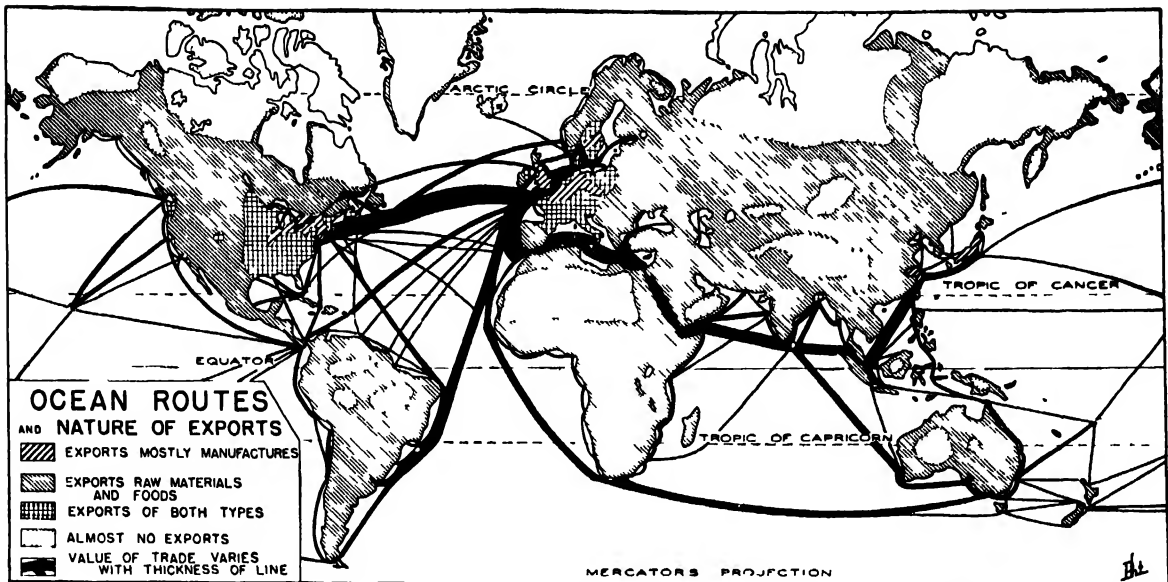 ARCTIC CIRCLE
TROPIC OF CANCER
EQUATOR
TROPIC OF CAPRICORN
OCEAN ROUTES
AND NATURE OF EXPORTS
EXPORTS MOSTLY MANUFACTURES
EXPORTS RAW MATERIALS
AND FOODS
EXPORTS OF BOTH TYPES
ALMOST NO EXPORTS
VALUE OF TRADE VARIES
WITH THICKNESS OF LINE
MERCATORS PROJECTION